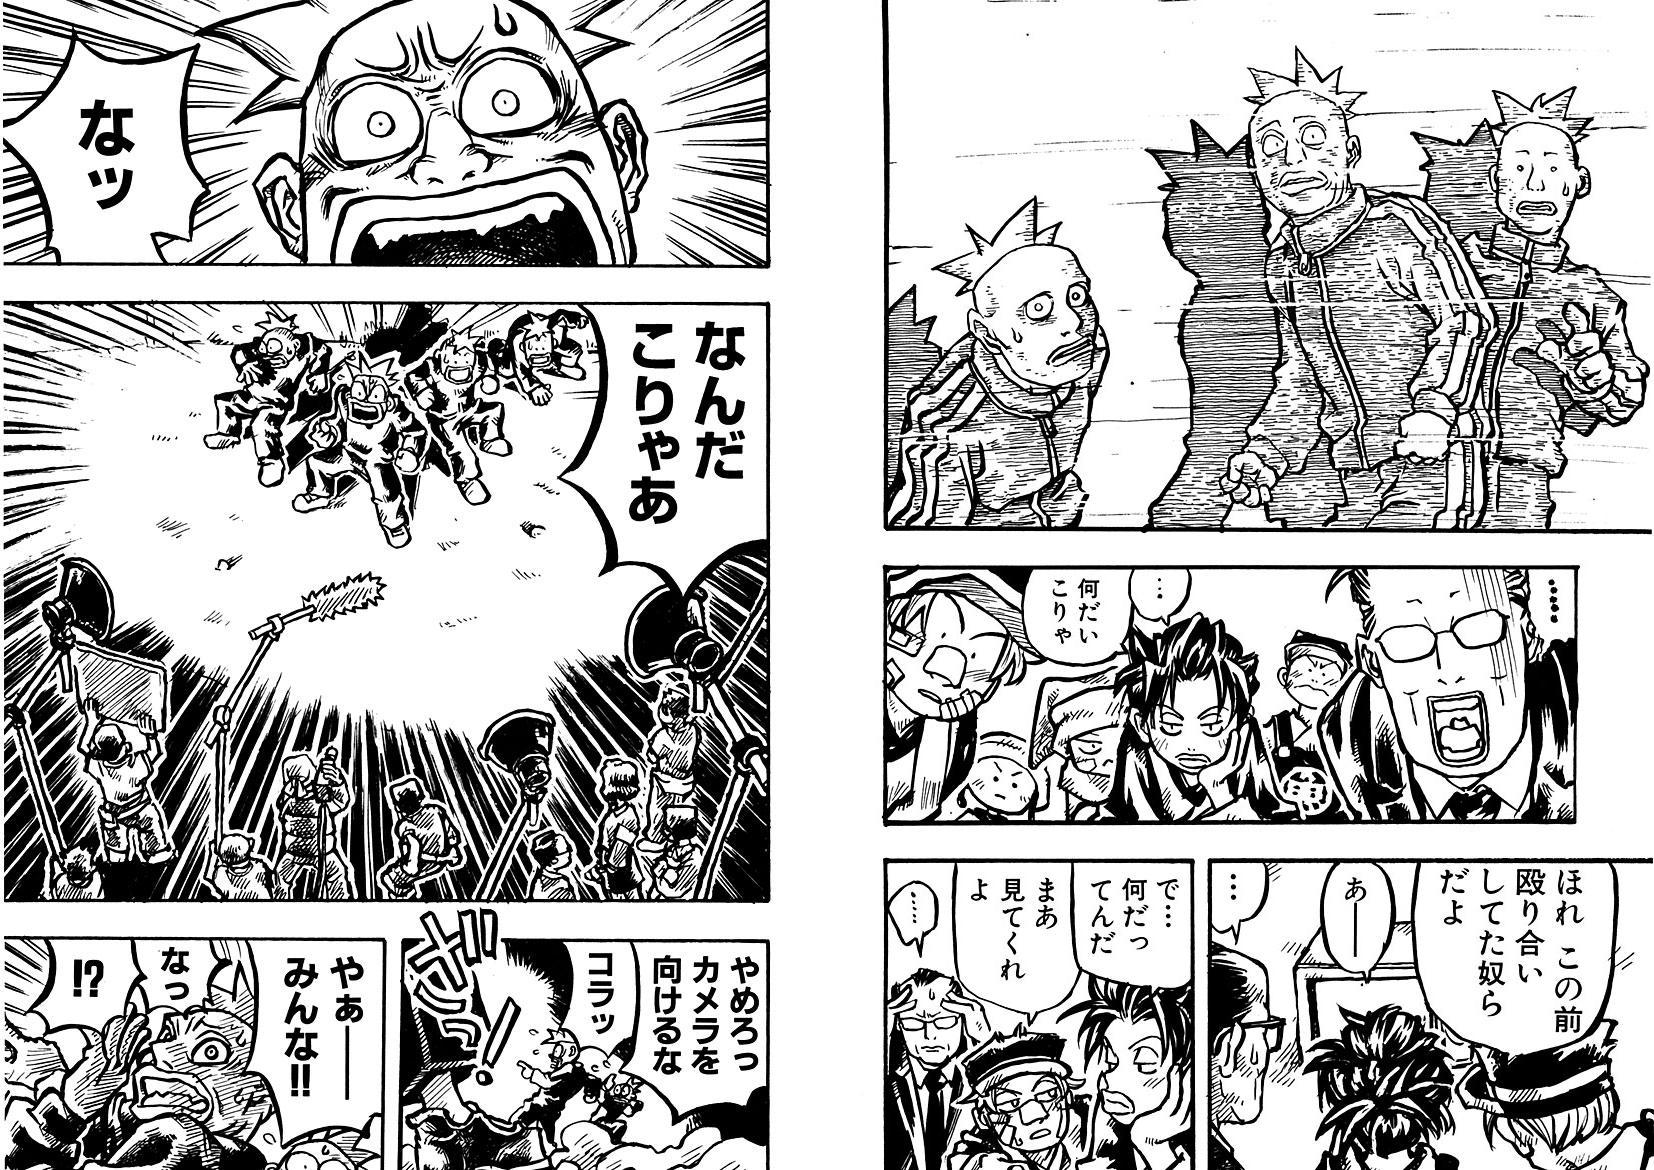 ……
…
何だい
こりゃ
ほれ この前
殴り合い
してた奴ら
だよ
あ──
…
で…
何だっ
てんだ
まあ
見てくれ
よ
……
なッ
なんだ
こりゃあ
やめろっ
カメラを
向けるな
コラッ
ザッ!
やぁ──
みんな!!
なっ
!?